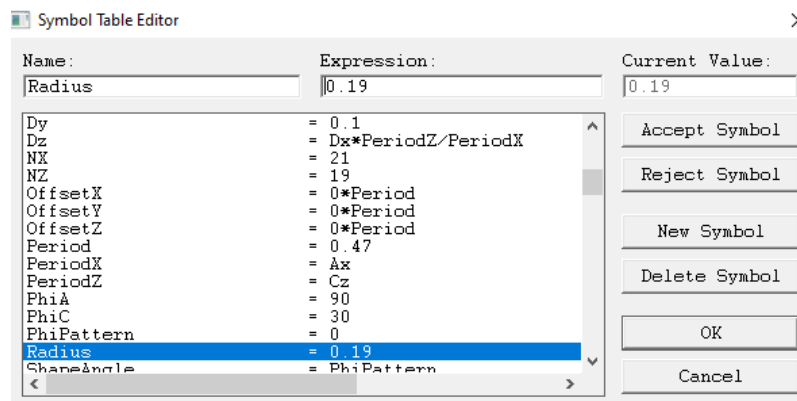 Symbol Table Editor
Name: Expression: Current Value:
Radius 0.19 0.19
Dy = 0.1
Dz = Dx*PeriodZ/PeriodX
NX = 21
NZ = 19
OffsetX = 0*Period
OffsetY = 0*Period
OffsetZ = 0*Period
Period = 0.47
PeriodX = Ax
PeriodZ = Cz
PhiA = 90
PhiC = 30
PhiPattern = 0
Radius = 0.19
ShapeAngle = PhiPattern
Accept Symbol
Reject Symbol
New Symbol
Delete Symbol
OK
Cancel